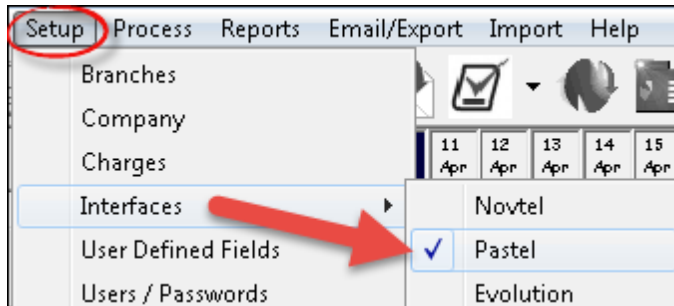 Setup Process Reports Email/Export Import Help
Branches
Company
Charges
11 12 13 14 15
Apr Apr Apr Apr Apr
Interfaces
Novtel
User Defined Fields
Pastel
Users / Passwords
Evolution